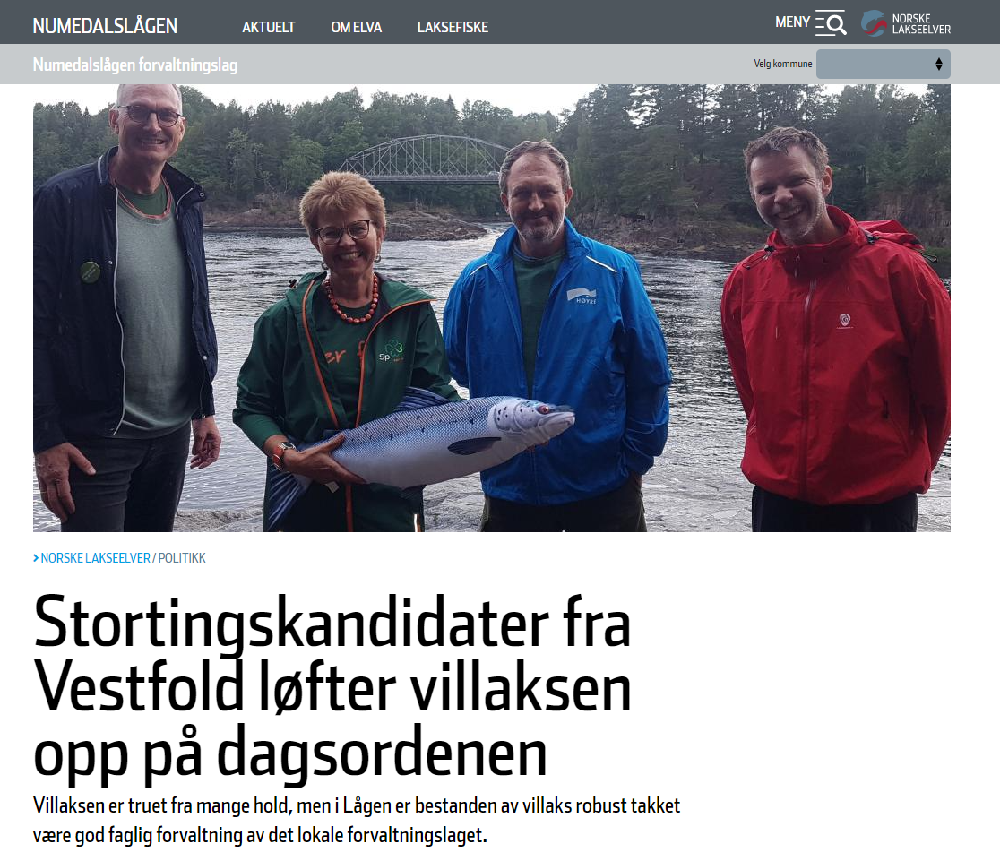 NUMEDALSLÅGEN AKTUELT OM ELVA LAKSEFISKE MENY NORSKE LAKSEELVER
Numedalslågen forvaltningslag Velg kommune
HØYRE
Sp
er f
> NORSKE LAKSEELVER / POLITIKK
Stortingskandidater fra
Vestfold løfter villaksen
opp på dagsordenen
Villaksen er truet fra mange hold, men i Lågen er bestanden av villaks robust takket
være god faglig forvaltning av det lokale forvaltningslaget.